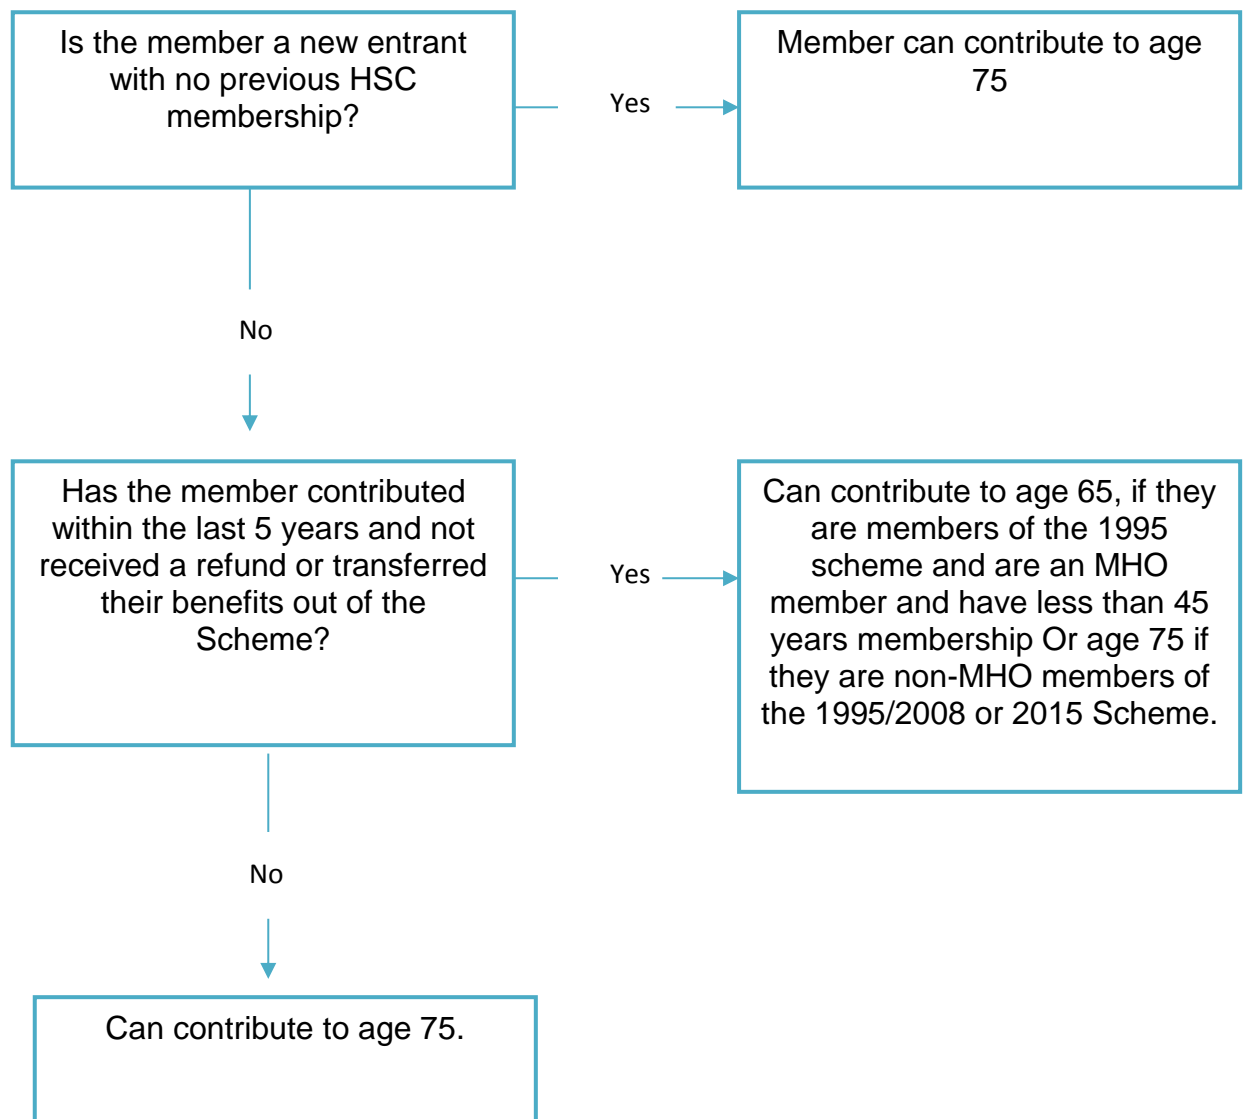 Is the member a new entrant
with no previous HSC
membership?
Yes
Member can contribute to age
75
No
Has the member contributed
within the last 5 years and not
received a refund or transferred
their benefits out of the
Scheme?
Yes
Can contribute to age 65, if they
are members of the 1995
scheme and are an MHO
member and have less than 45
years membership Or age 75 if
they are non-MHO members of
the 1995/2008 or 2015 Scheme.
No
Can contribute to age 75.